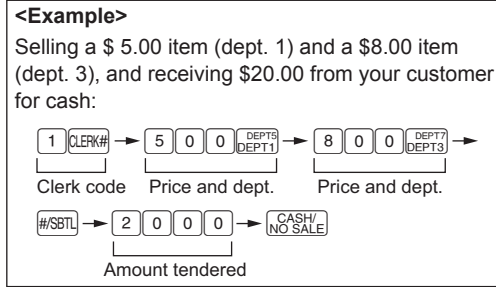 <Example>
Selling a $ 5.00 item (dept. 1) and a $8.00 item
(dept. 3), and receiving $20.00 from your customer
for cash:
1 CLERK# → 5 0 0 DEPT5 DEPT1 → 8 0 0 DEPT7 DEPT3 →
Clerk code Price and dept. Price and dept.
#/SBTL → 2 0 0 0 → CASH/ NO SALE
Amount tendered